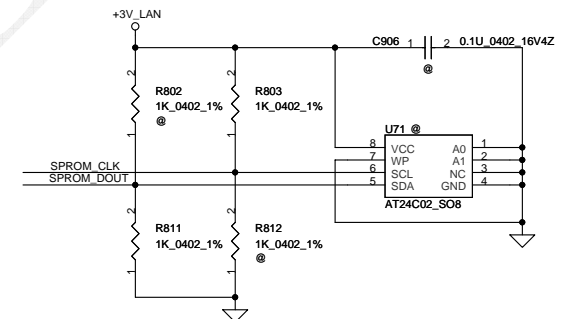 +3V_LAN
C906 1 2 0.1U_0402_16V4Z
@
2 2
R802 R803
1K_0402_1% 1K_0402_1%
@
1 1
U71 @
8 VCC A0 1
7 WP A1 2
6 SCL NC 3
5 SDA GND 4
AT24C02_SO8
SPROM_CLK
SPROM_DOUT
2 2
R811 R812
1K_0402_1% 1K_0402_1%
@
1 1